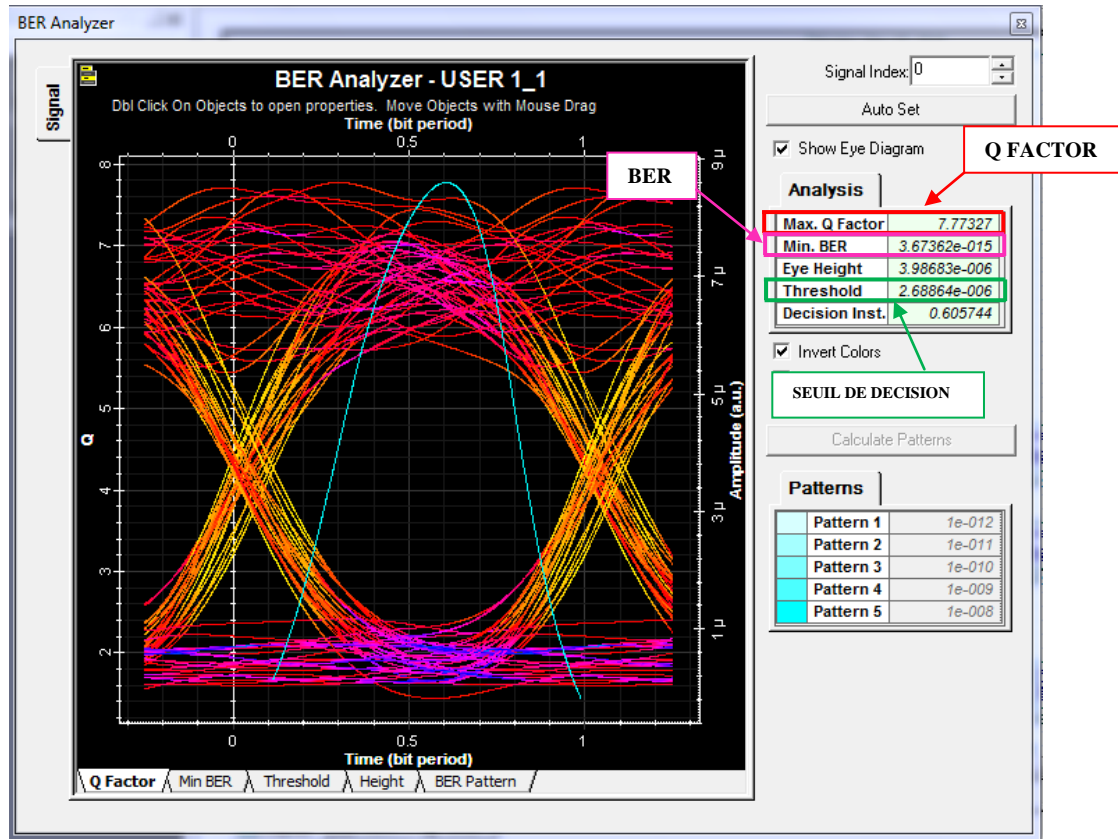 BER Analyzer
Signal
BER Analyzer - USER 1_1
Dbl Click On Objects to open properties. Move Objects with Mouse Drag
Time (bit period)
0 0.5 1
8
7
6
5
4
3
2
Q
9 µ
7 µ
5 µ
3 µ
1 µ
Amplitude (a.u.)
0 0.5 1
Time (bit period)
Q Factor Min BER Threshold Height BER Pattern
Signal Index: 0
Auto Set
Show Eye Diagram
BER
Q FACTOR
Analysis
Max. Q Factor 7.77327
Min. BER 3.67362e-015
Eye Height 3.98683e-006
Threshold 2.68864e-006
Decision Inst. 0.605744
Invert Colors
SEUIL DE DECISION
Calculate Patterns
Patterns
Pattern 1 1e-012
Pattern 2 1e-011
Pattern 3 1e-010
Pattern 4 1e-009
Pattern 5 1e-008